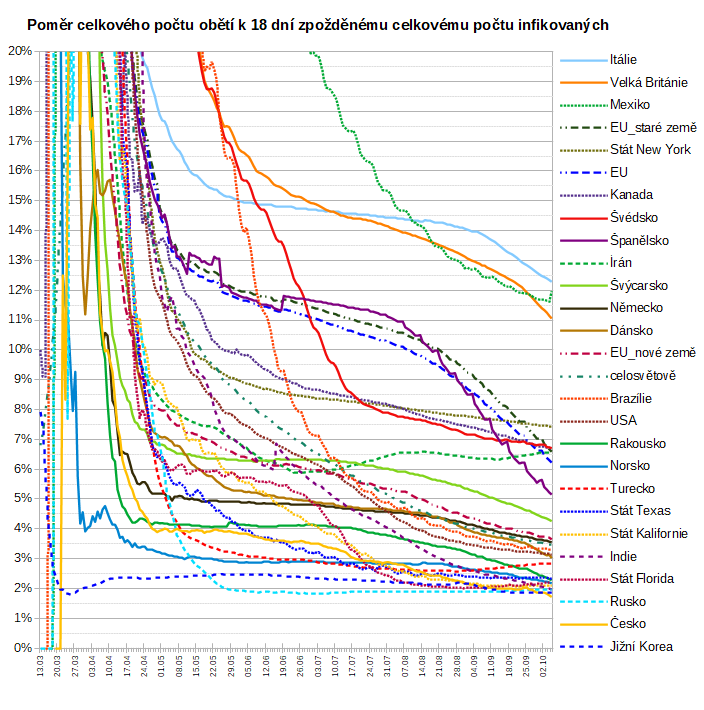 Poměr celkového počtu obětí k 18 dní zpožděnému celkovému počtu infikovaných
20%
19%
18%
17%
16%
15%
14%
13%
12%
11%
10%
9%
8%
7%
6%
5%
4%
3%
2%
1%
0%
13.03
20.03
27.03
03.04
10.04
17.04
24.04
01.05
08.05
15.05
22.05
29.05
05.06
12.06
19.06
26.06
03.07
10.07
17.07
24.07
31.07
07.08
14.08
21.08
28.08
04.09
11.09
18.09
25.09
02.10
Itálie
Velká Británie
Mexiko
EU_staré země
Stát New York
EU
Kanada
Švédsko
Španělsko
Írán
Švýcarsko
Německo
Dánsko
EU_nové země
celosvětově
Brazílie
USA
Rakousko
Norsko
Turecko
Stát Texas
Stát Kalifornie
Indie
Stát Florida
Rusko
Česko
Jižní Korea